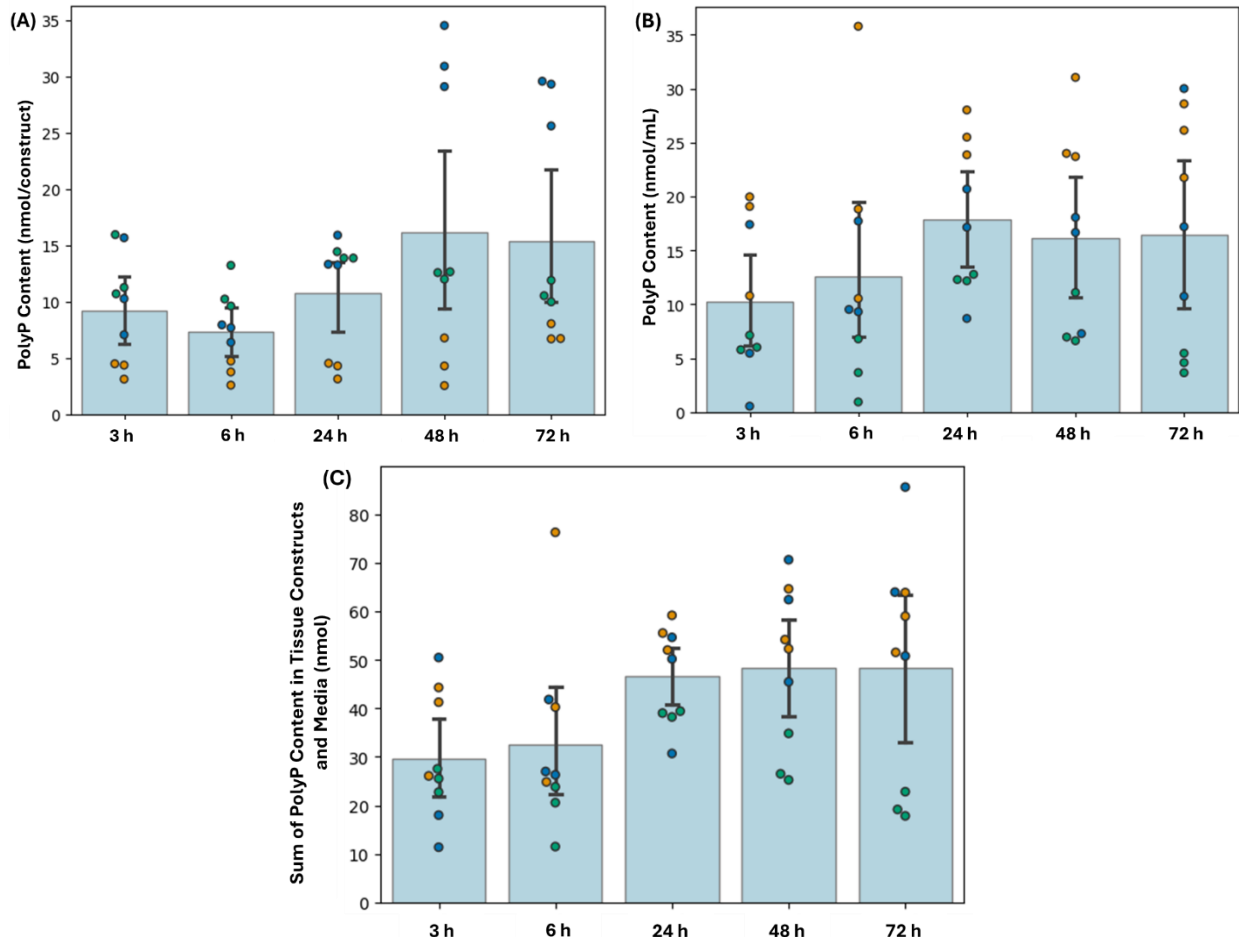 (A)
PolyP Content (nmol/construct)
35
30
25
20
15
10
5
0
3 h 6 h 24 h 48 h 72 h
(B)
PolyP Content (nmol/mL)
35
30
25
20
15
10
5
0
3 h 6 h 24 h 48 h 72 h
(C)
Sum of PolyP Content in Tissue Constructs
and Media (nmol)
80
70
60
50
40
30
20
10
0
3 h 6 h 24 h 48 h 72 h